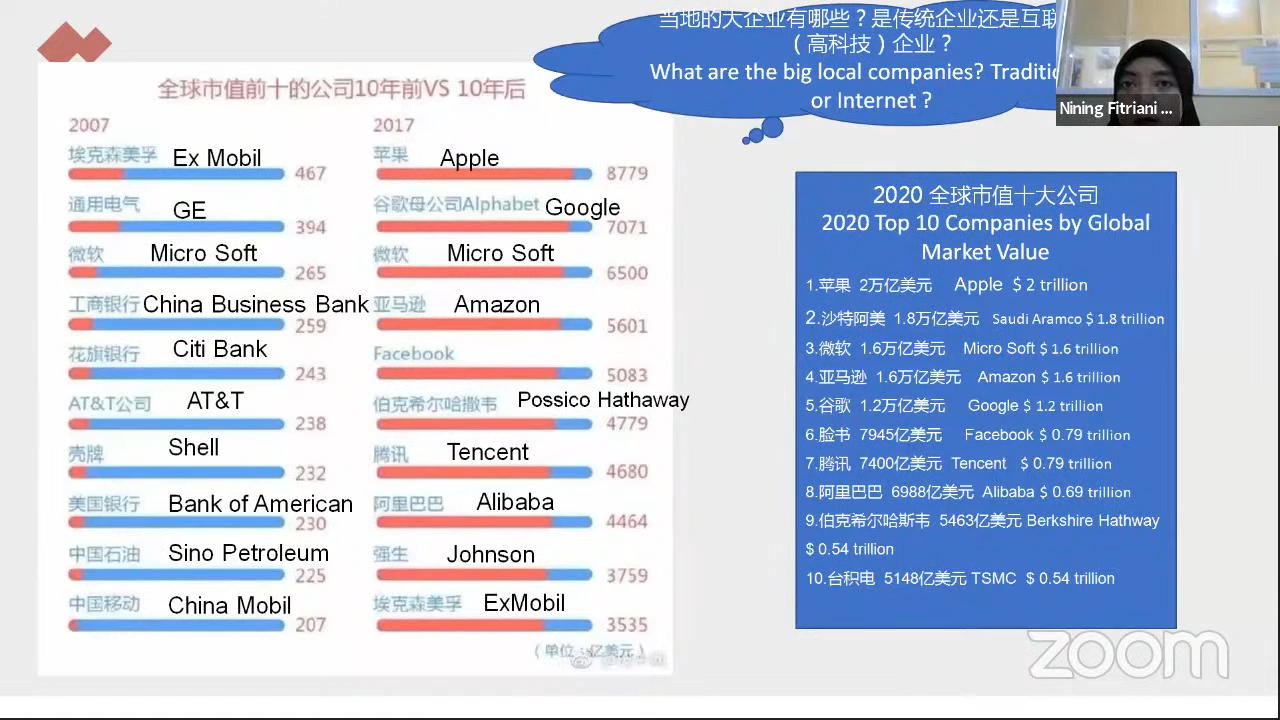 当地的大企业有哪些？是传统企业还是互联
（高科技）企业？
What are the big local companies? Traditio
or Internet？
Nining Fitriani ...
全球市值前十的公司10年前VS 10年后
2007
埃克森美孚 Ex Mobil
467
通用电气 GE
394
微软 Micro Soft
265
工商银行 China Business Bank
259
花旗银行 Citi Bank
243
AT&T公司 AT&T
238
壳牌 Shell
232
美国银行 Bank of American
230
中国石油 Sino Petroleum
225
中国移动 China Mobil
207
2017
苹果 Apple
8779
谷歌母公司Alphabet Google
7071
微软 Micro Soft
6500
亚马逊 Amazon
5601
Facebook
5083
伯克希尔哈撒韦 Possico Hathaway
4779
腾讯 Tencent
4680
阿里巴巴 Alibaba
4464
强生 Johnson
3759
埃克森美孚 ExMobil
3535
（单位：亿美元）
2020 全球市值十大公司
2020 Top 10 Companies by Global
Market Value
1.苹果 2万亿美元 Apple ＄2 trillion
2.沙特阿美 1.8万亿美元 Saudi Aramco＄1.8 trillion
3.微软 1.6万亿美元 Micro Soft＄1.6 trillion
4.亚马逊 1.6万亿美元 Amazon＄1.6 trillion
5.谷歌 1.2万亿美元 Google＄1.2 trillion
6.脸书 7945亿美元 Facebook＄0.79 trillion
7.腾讯 7400亿美元 Tencent ＄0.79 trillion
8.阿里巴巴 6988亿美元 Alibaba＄0.69 trillion
9.伯克希尔哈斯韦 5463亿美元 Berkshire Hathway
＄0.54 trillion
10.台积电 5148亿美元 TSMC ＄0.54 trillion
zoom